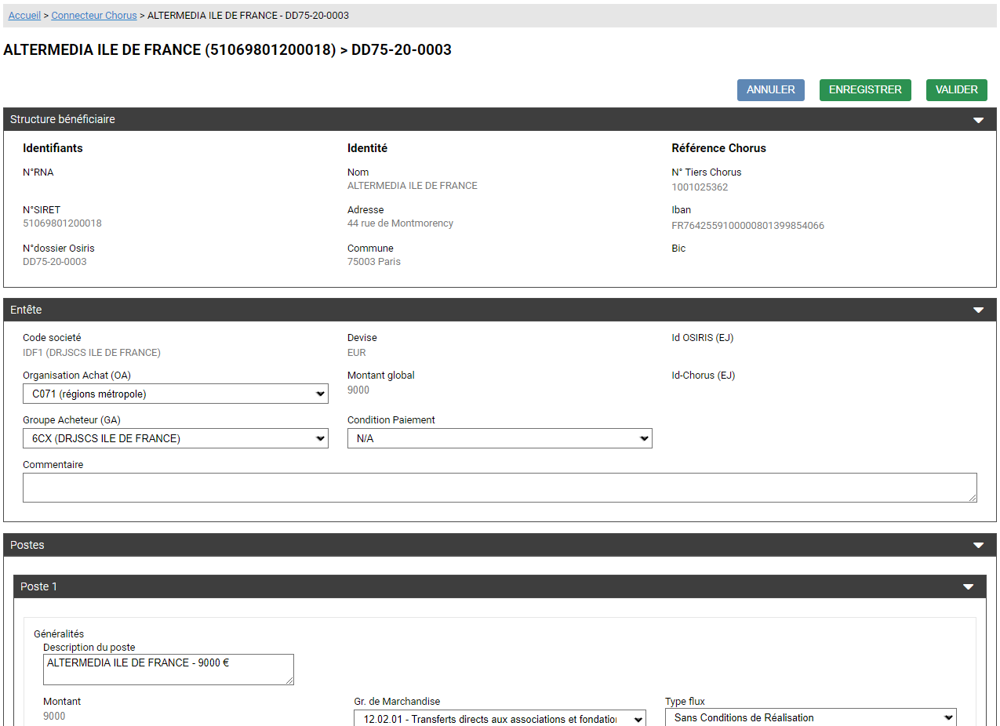 Accueil > Connecteur Chorus > ALTERMEDIA ILE DE FRANCE - DD75-20-0003
ALTERMEDIA ILE DE FRANCE (51069801200018) > DD75-20-0003
ANNULER
ENREGISTRER
VALIDER
Structure bénéficiaire
Identifiants
Identité
Référence Chorus
N°RNA
Nom
ALTERMEDIA ILE DE FRANCE
N° Tiers Chorus
1001025362
N°SIRET
51069801200018
Adresse
44 rue de Montmorency
Iban
FR7642559100000801399854066
N°dossier Osiris
DD75-20-0003
Commune
75003 Paris
Bic
Entête
Code societé
IDF1 (DRJSCS ILE DE FRANCE)
Devise
EUR
Id OSIRIS (EJ)
Organisation Achat (OA)
C071 (régions métropole)
Montant global
9000
Id-Chorus (EJ)
Groupe Acheteur (GA)
6CX (DRJSCS ILE DE FRANCE)
Condition Paiement
N/A
Commentaire
Postes
Poste 1
Généralités
Description du poste
ALTERMEDIA ILE DE FRANCE - 9000 €
Montant
9000
Gr. de Marchandise
12.02.01 - Transferts directs aux associations et fondatio
Type flux
Sans Conditions de Réalisation